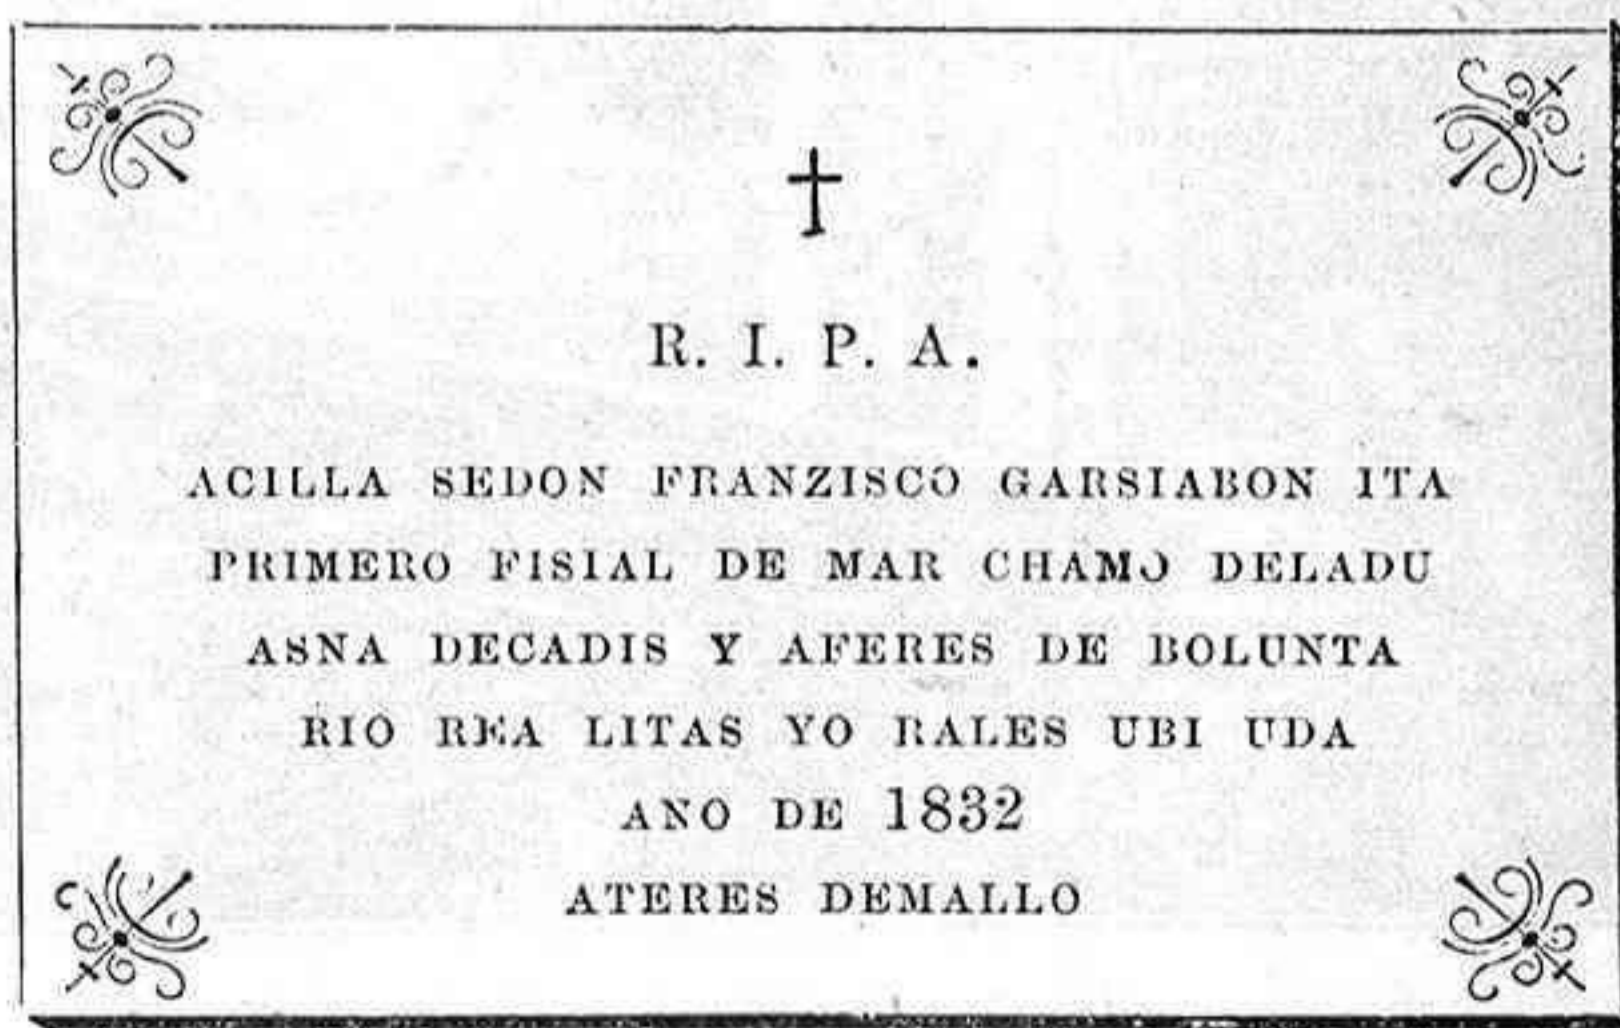 R. I. P. A.
ACILLA SEDON FRANZISCO GARSIABON ITA
PRIMERO FISIAL DE MAR CHAMO DELADU
ASNA DECADIS Y AFERES DE BOLUNTA
RIO REA LITAS YO RALES UBI UDA
ANO DE 1832
ATERES DEMALLO